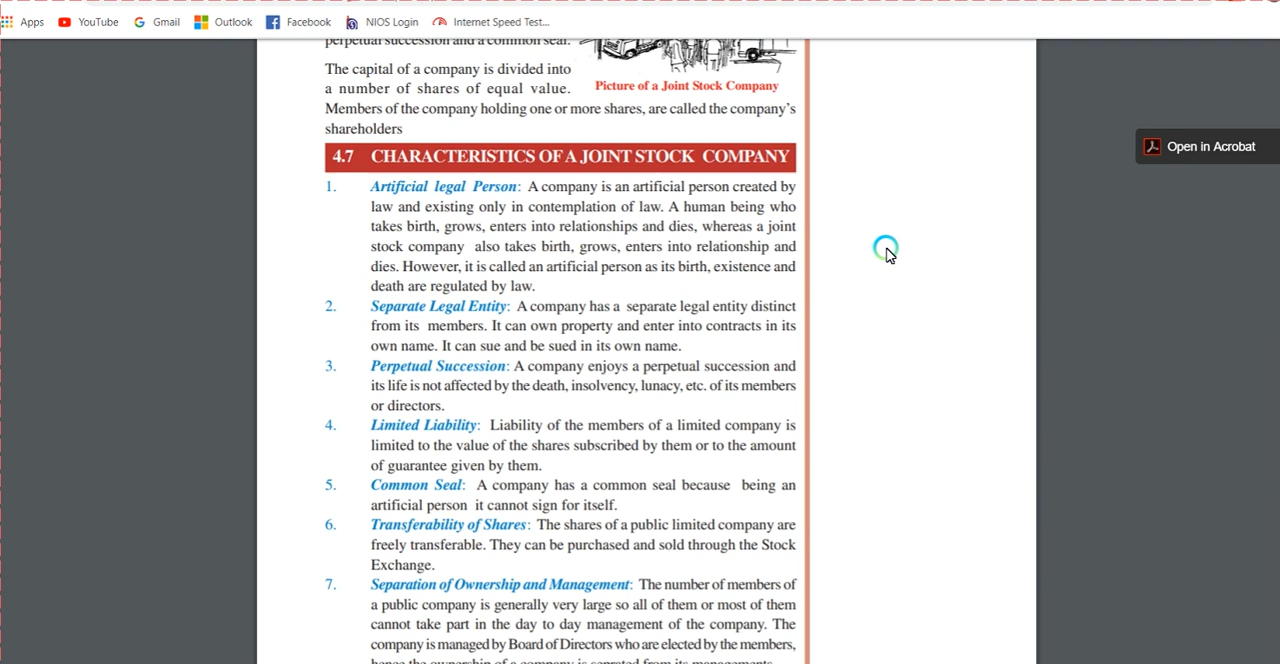 Apps YouTube Gmail Outlook Facebook NIOS Login Internet Speed Test...
perpetual succession and a common seal.
The capital of a company is divided into
a number of shares of equal value.
Picture of a Joint Stock Company
Members of the company holding one or more shares, are called the company's
shareholders
Open in Acrobat
4.7 CHARACTERISTICS OF A JOINT STOCK COMPANY
1. Artificial legal Person: A company is an artificial person created by
law and existing only in contemplation of law. A human being who
takes birth, grows, enters into relationships and dies, whereas a joint
stock company also takes birth, grows, enters into relationship and
dies. However, it is called an artificial person as its birth, existence and
death are regulated by law.
2. Separate Legal Entity: A company has a separate legal entity distinct
from its members. It can own property and enter into contracts in its
own name. It can sue and be sued in its own name.
3. Perpetual Succession: A company enjoys a perpetual succession and
its life is not affected by the death, insolvency, lunacy, etc. of its members
or directors.
4. Limited Liability: Liability of the members of a limited company is
limited to the value of the shares subscribed by them or to the amount
of guarantee given by them.
5. Common Seal: A company has a common seal because being an
artificial person it cannot sign for itself.
6. Transferability of Shares: The shares of a public limited company are
freely transferable. They can be purchased and sold through the Stock
Exchange.
7. Separation of Ownership and Management: The number of members of
a public company is generally very large so all of them or most of them
cannot take part in the day to day management of the company. The
company is managed by Board of Directors who are elected by the members,
hence the ownership of a company is seprated from its managements